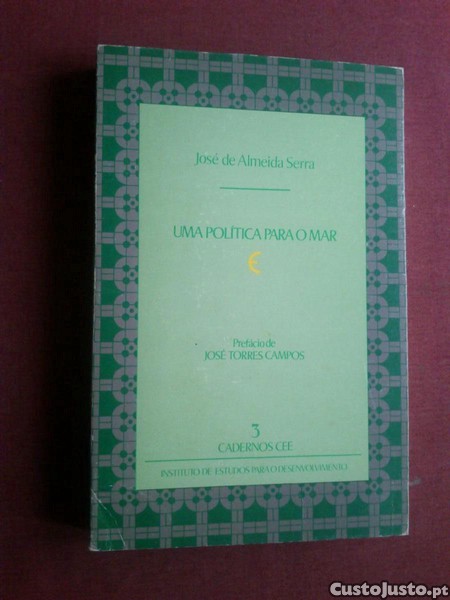 José de Almeida Serra
UMA POLÍTICA PARA O MAR
Є
Prefácio de
JOSÉ TORRES CAMPOS
3
CADERNOS CEE
INSTITUTO DE ESTUDOS PARA O DESENVOLVIMENTO
CustoJusto.pt